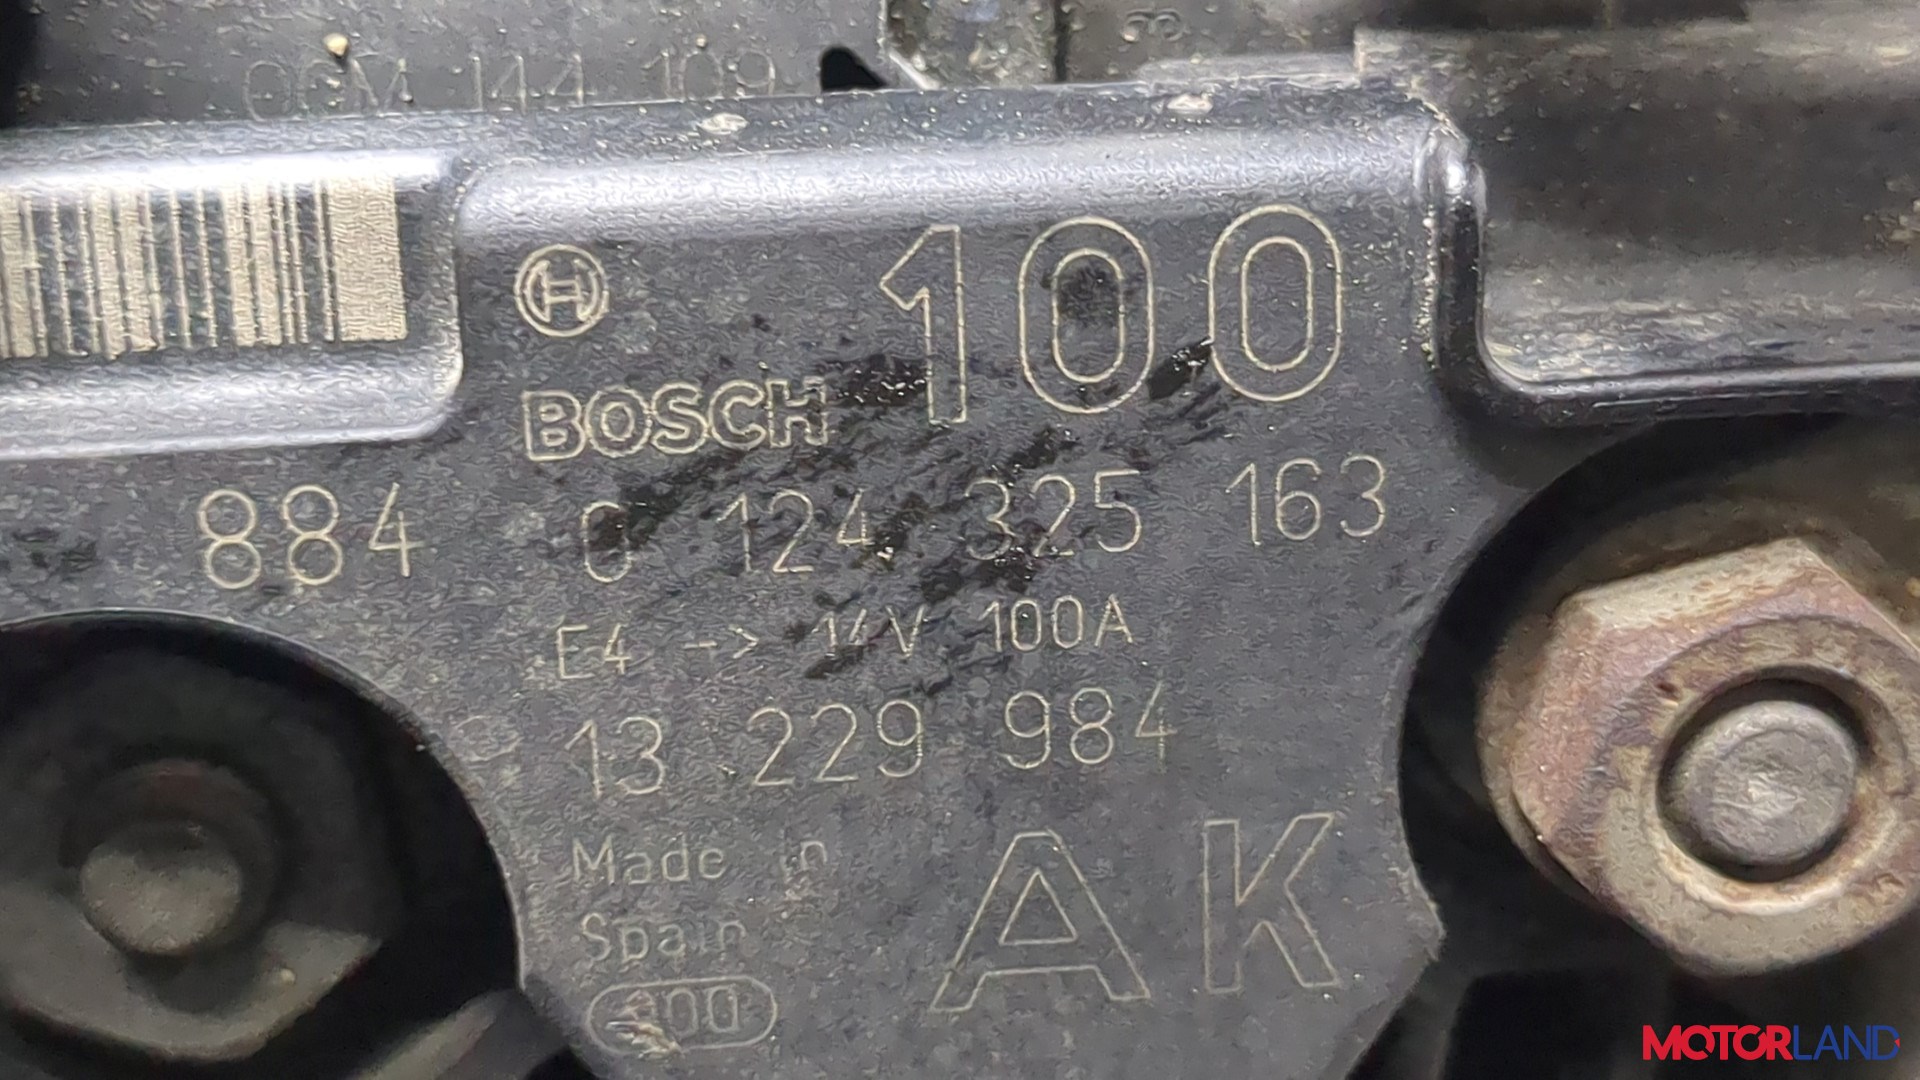 144 109
100
BOSCH
884 0 124 325 163
E4 -> 14V 100A
13 229 984
Made in
Spain
AK
MOTORLAND